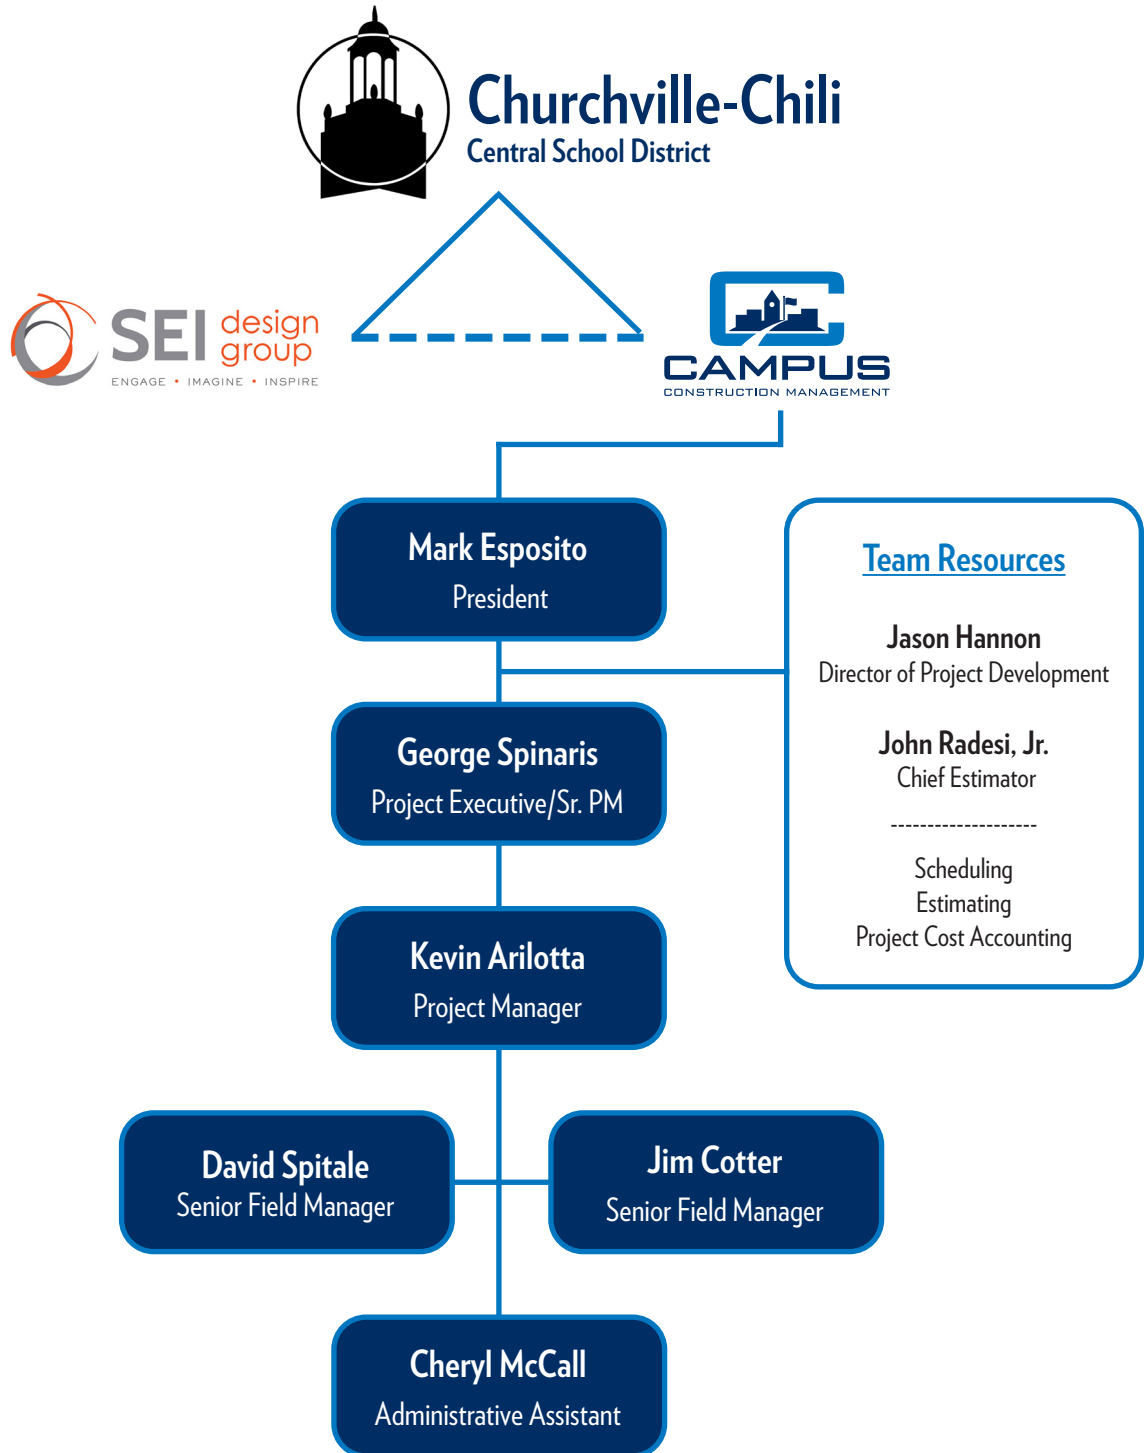 Churchville-Chili
Central School District
SEI design
group
ENGAGE • IMAGINE • INSPIRE
CAMPUS
CONSTRUCTION MANAGEMENT
Mark Esposito
President
Team Resources
Jason Hannon
Director of Project Development
John Radesi, Jr.
Chief Estimator
--------------------
Scheduling
Estimating
Project Cost Accounting
George Spinaris
Project Executive/Sr. PM
Kevin Arilotta
Project Manager
David Spitale
Senior Field Manager
Jim Cotter
Senior Field Manager
Cheryl McCall
Administrative Assistant